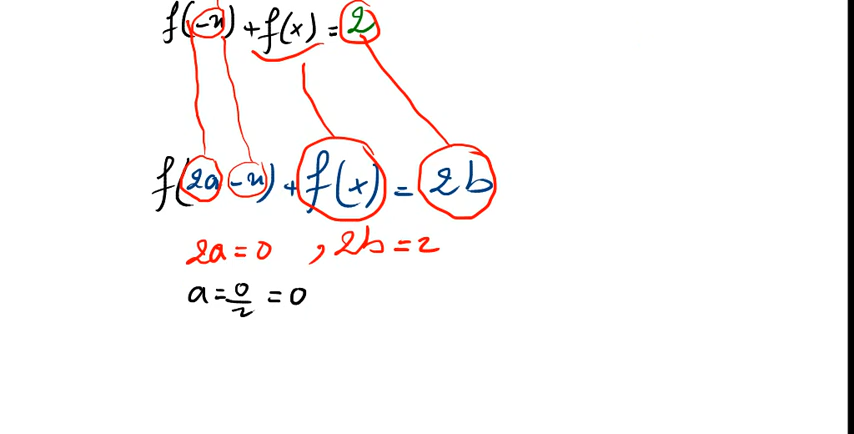 f(-x) + f(x) = 2
f(2a - x) + f(x) = 2b
2a = 0 , 2b = 2
a = 0/2 = 0